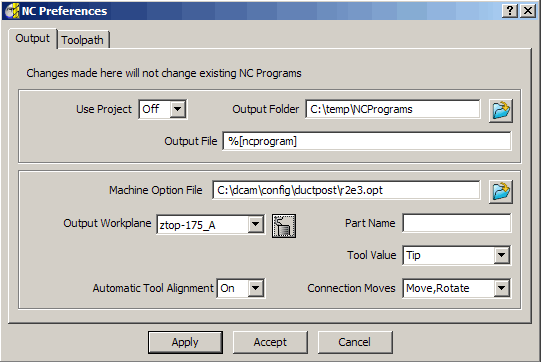 NC Preferences
Output Toolpath
Changes made here will not change existing NC Programs
Use Project Off Output Folder C:\temp\NCPrograms
Output File %[ncprogram]
Machine Option File C:\dcam\config\ductpost\r2e3.opt
Output Workplane ztop-175_A Part Name
Tool Value Tip
Automatic Tool Alignment On Connection Moves Move,Rotate
Apply Accept Cancel